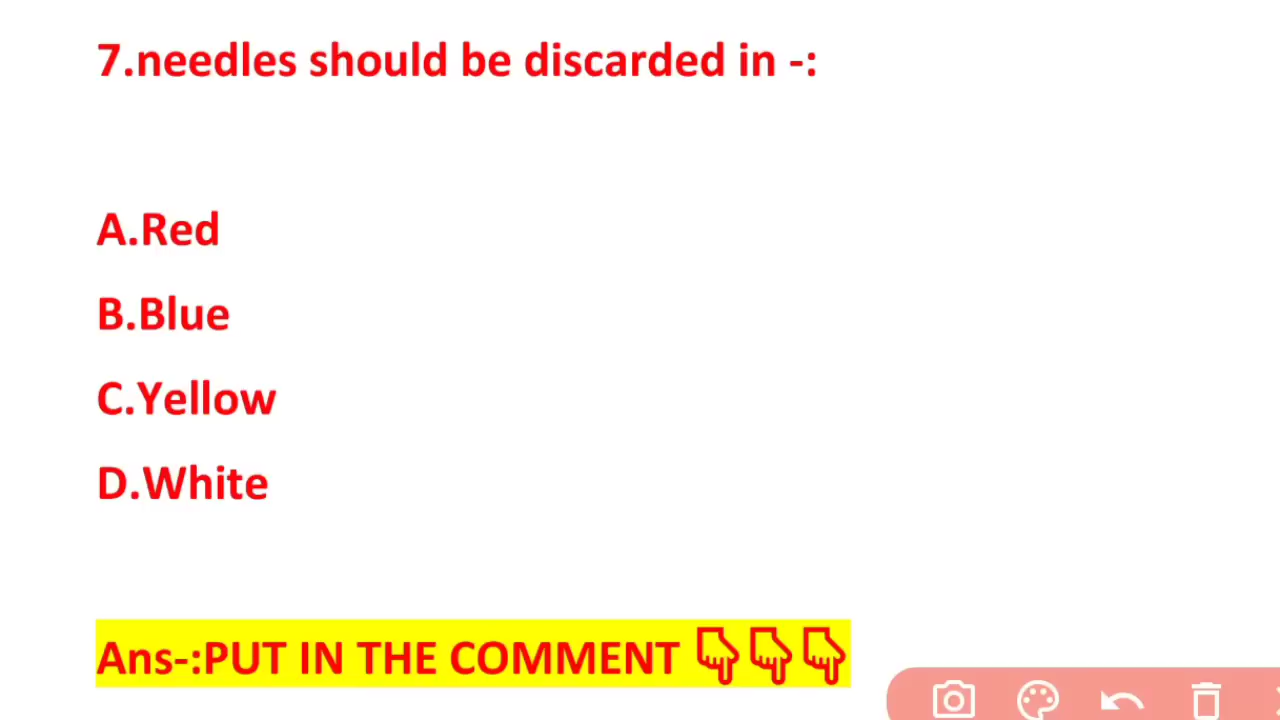 7.needles should be discarded in -:
A.Red
B.Blue
C.Yellow
D.White
Ans-:PUT IN THE COMMENT 👇👇👇